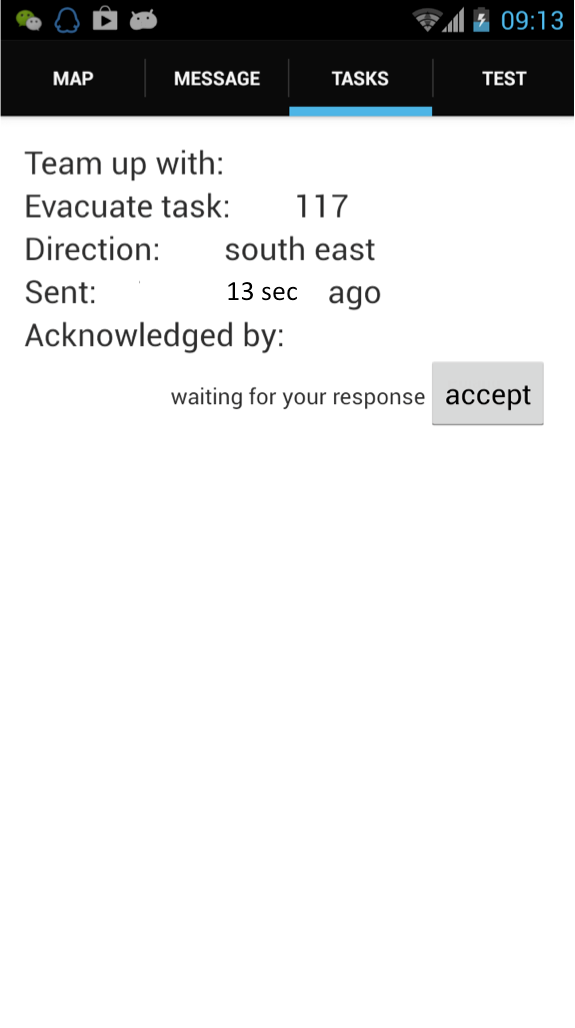 09:13
MAP MESSAGE TASKS TEST
Team up with:
Evacuate task: 117
Direction: south east
Sent: 13 sec ago
Acknowledged by:
waiting for your response accept